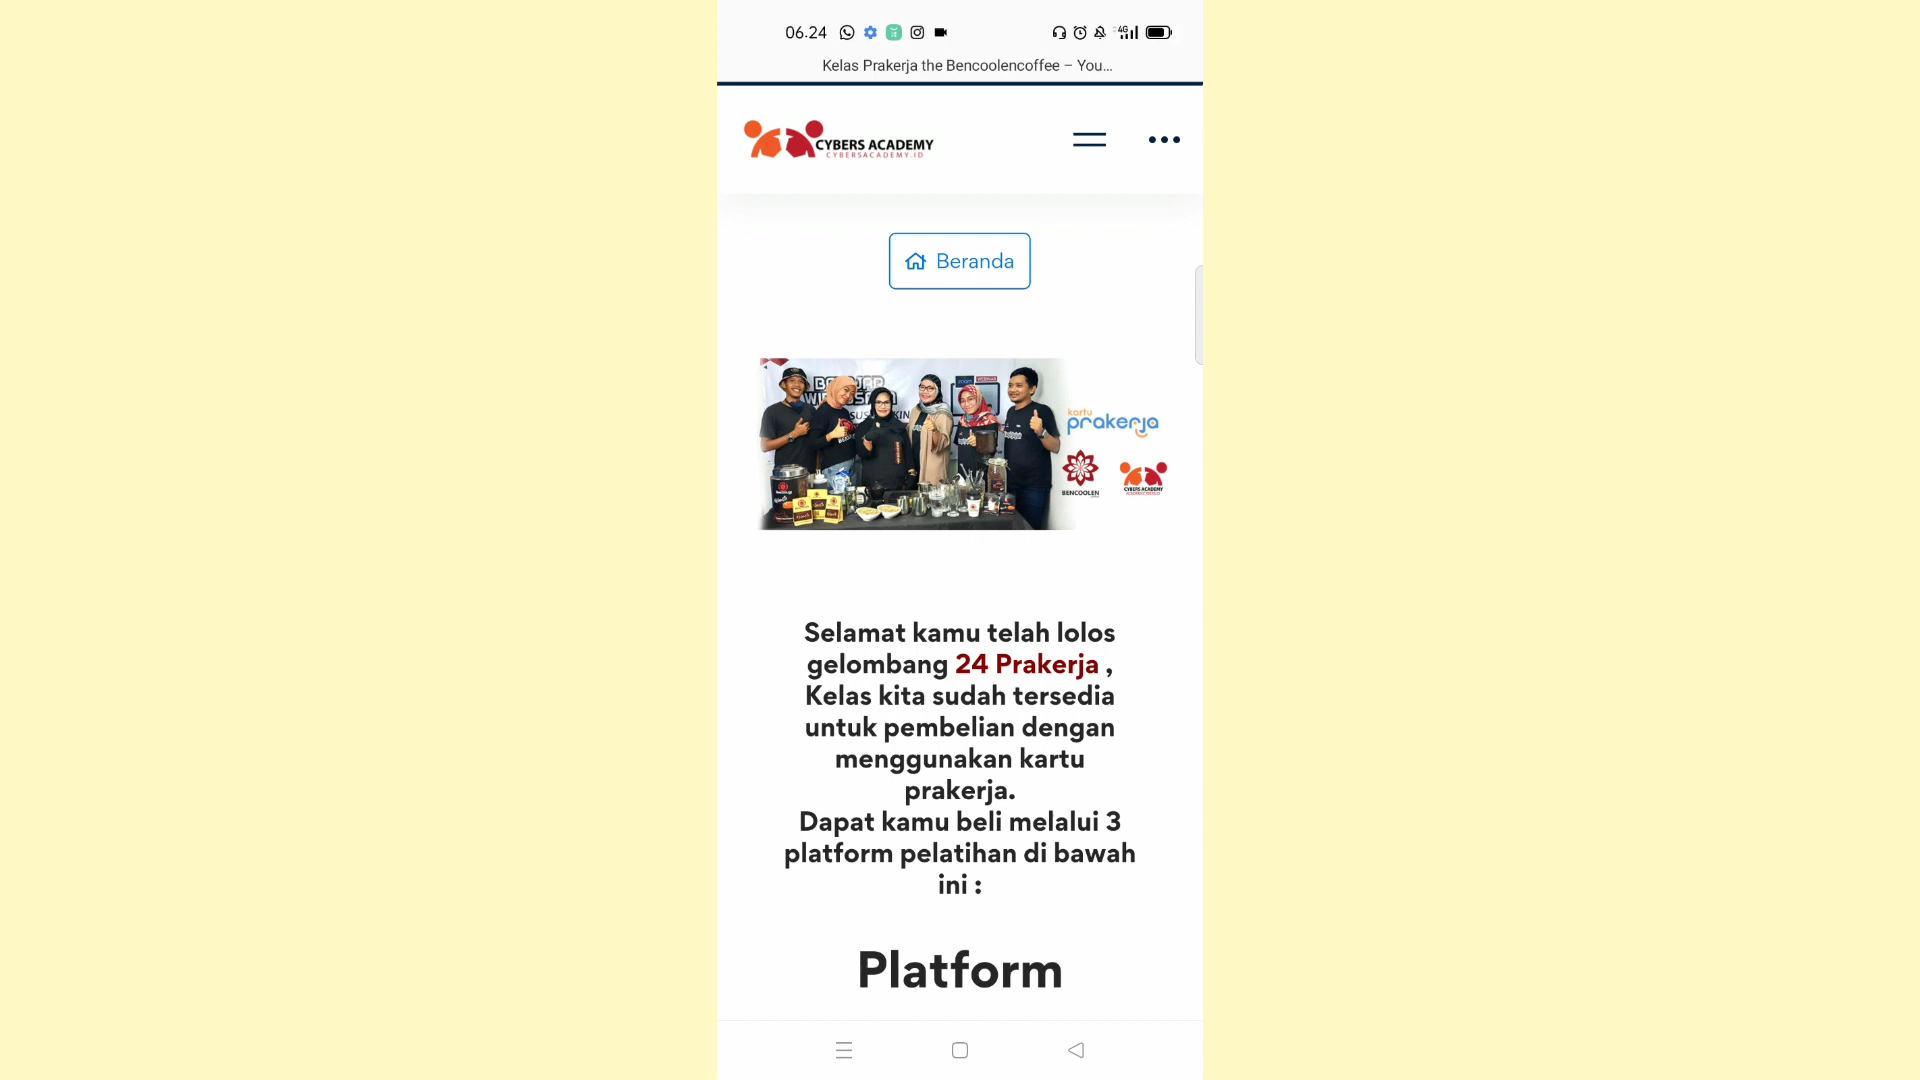 06.24
4G
Kelas Prakerja the Bencoolencoffee – You...
CYBERS ACADEMY
CYBERSACADEMY.ID
Beranda
kartu
prakerja
BENCOOLEN
CYBERS ACADEMY
Selamat kamu telah lolos
gelombang 24 Prakerja ,
Kelas kita sudah tersedia
untuk pembelian dengan
menggunakan kartu
prakerja.
Dapat kamu beli melalui 3
platform pelatihan di bawah
ini :
Platform